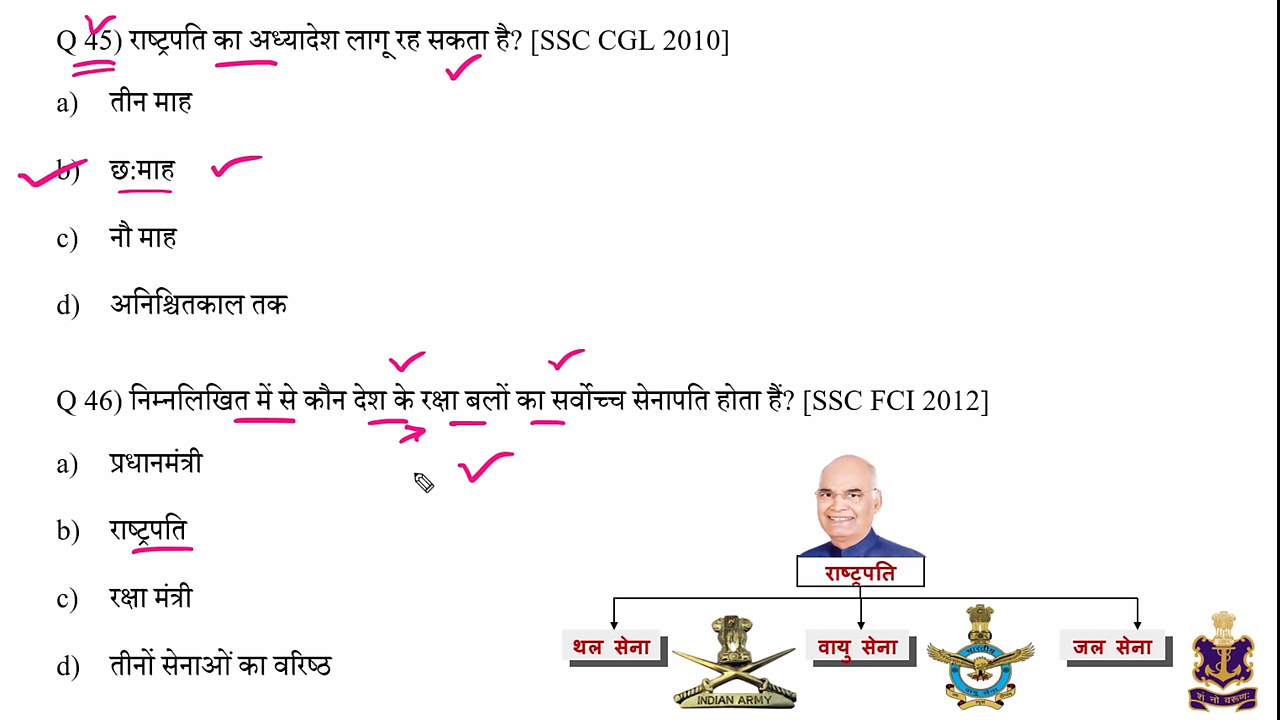 Q 45) राष्ट्रपति का अध्यादेश लागू रह सकता है? [SSC CGL 2010]
a) तीन माह
b) छ:माह
c) नौ माह
d) अनिश्चितकाल तक
Q 46) निम्नलिखित में से कौन देश के रक्षा बलों का सर्वोच्च सेनापति होता हैं? [SSC FCI 2012]
a) प्रधानमंत्री
b) राष्ट्रपति
c) रक्षा मंत्री
d) तीनों सेनाओं का वरिष्ठ
राष्ट्रपति
थल सेना
वायु सेना
जल सेना
INDIAN ARMY
शं नो वरुणः